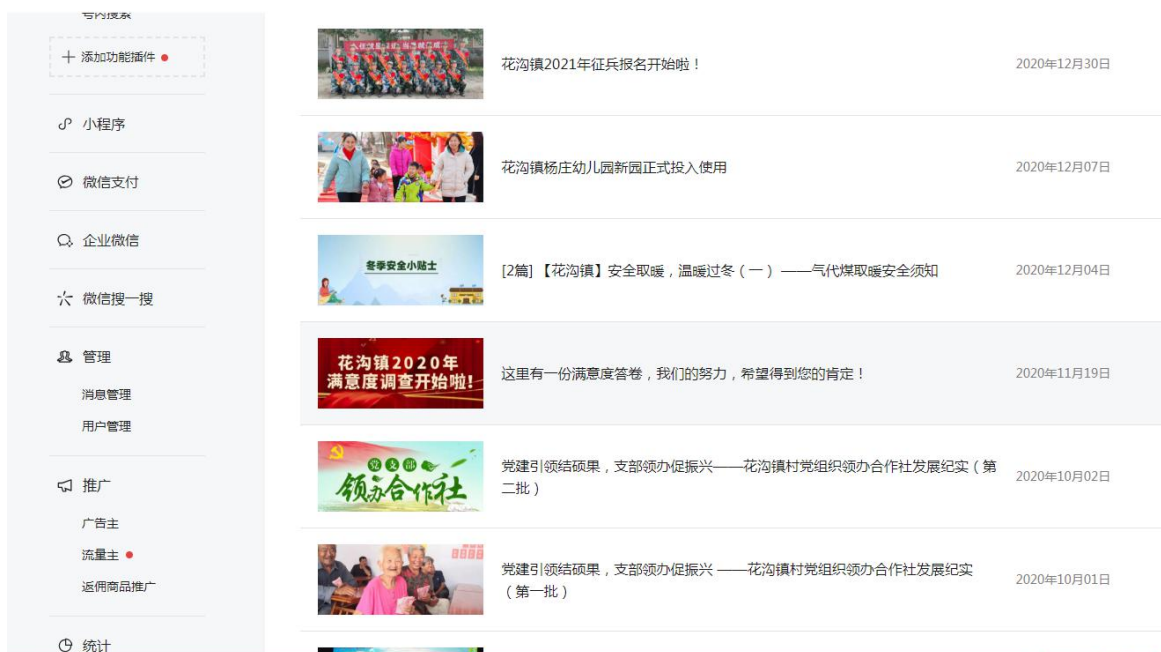 号内搜索
添加功能插件
小程序
微信支付
企业微信
微信搜一搜
管理
消息管理
用户管理
推广
广告主
流量主
返佣商品推广
统计
花沟镇2021年征兵报名开始啦！
2020年12月30日
花沟镇杨庄幼儿园新园正式投入使用
2020年12月07日
冬季安全小贴士
[2篇] 【花沟镇】安全取暖，温暖过冬（一） ——气代煤取暖安全须知
2020年12月04日
花沟镇2020年
满意度调查开始啦!
这里有一份满意度答卷，我们的努力，希望得到您的肯定！
2020年11月19日
党支部
领办合作社
党建引领结硕果，支部领办促振兴——花沟镇村党组织领办合作社发展纪实（第
二批）
2020年10月02日
党建引领结硕果，支部领办促振兴 ——花沟镇村党组织领办合作社发展纪实
（第一批）
2020年10月01日